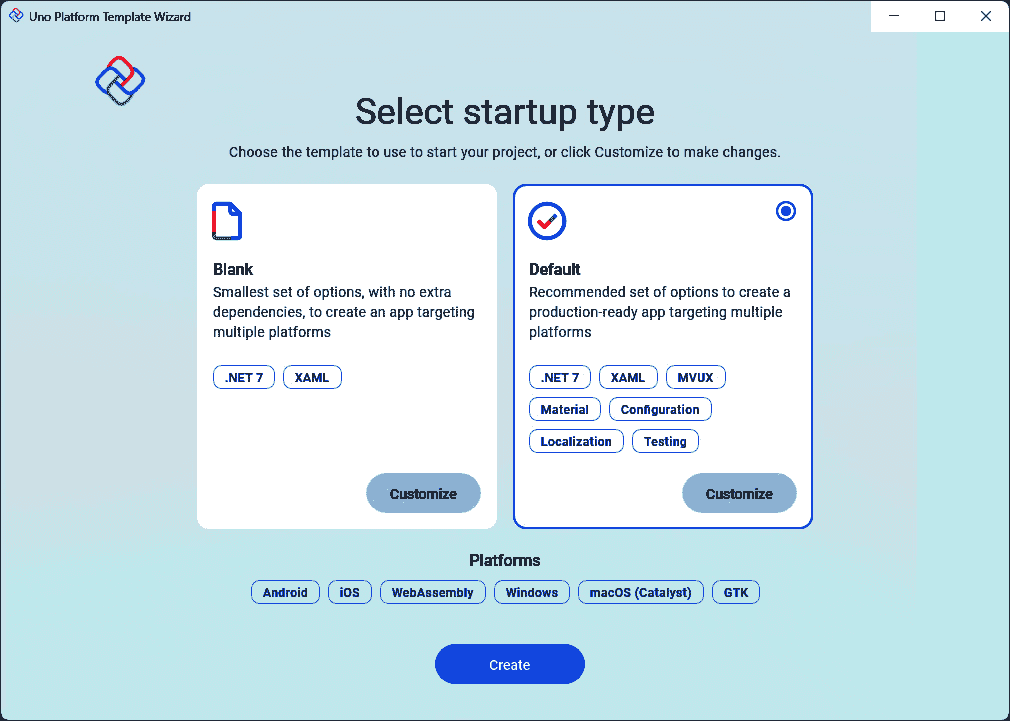 Uno Platform Template Wizard
Select startup type
Choose the template to use to start your project, or click Customize to make changes.
Blank
Smallest set of options, with no extra
dependencies, to create an app targeting
multiple platforms
.NET 7 XAML
Customize
Default
Recommended set of options to create a
production-ready app targeting multiple
platforms
.NET 7 XAML MVUX
Material Configuration
Localization Testing
Customize
Platforms
Android iOS WebAssembly Windows macOS (Catalyst) GTK
Create